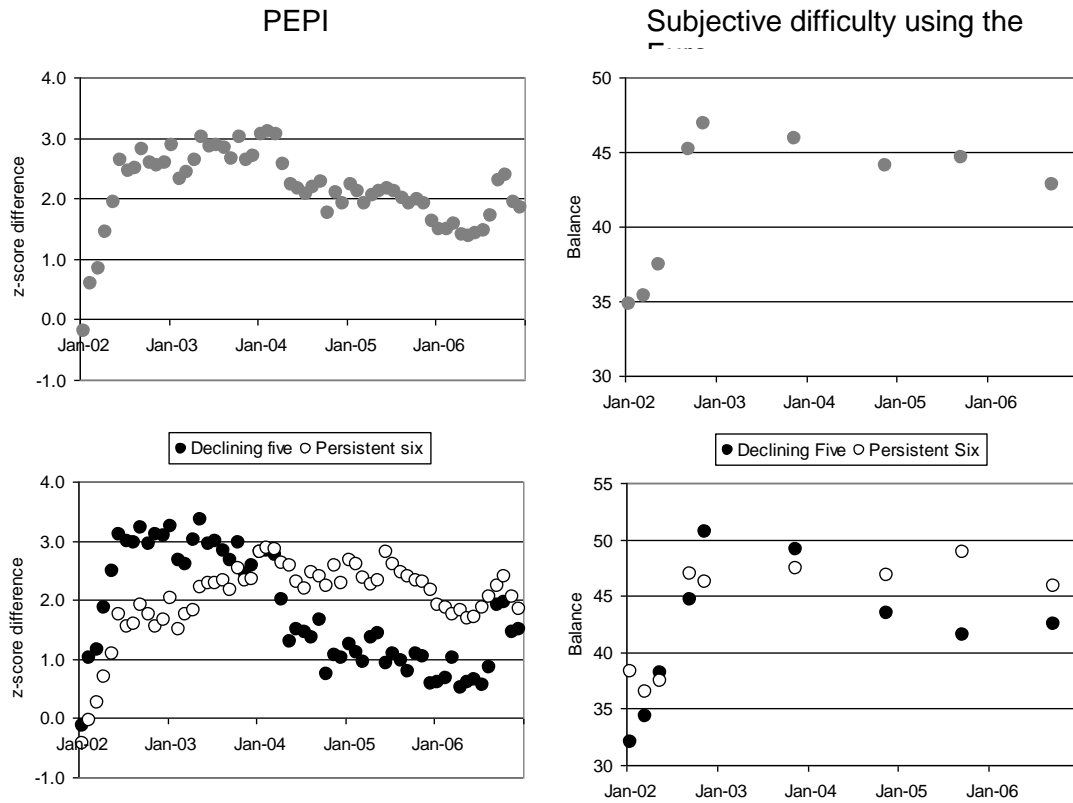 PEPI
Subjective difficulty using the
4.0
3.0
2.0
1.0
0.0
-1.0
z-score difference
Jan-02 Jan-03 Jan-04 Jan-05 Jan-06
50
45
40
35
30
Balance
Jan-02 Jan-03 Jan-04 Jan-05 Jan-06
Declining five Persistent six
4.0
3.0
2.0
1.0
0.0
-1.0
z-score difference
Jan-02 Jan-03 Jan-04 Jan-05 Jan-06
Declining Five Persistent Six
55
50
45
40
35
30
Balance
Jan-02 Jan-03 Jan-04 Jan-05 Jan-06